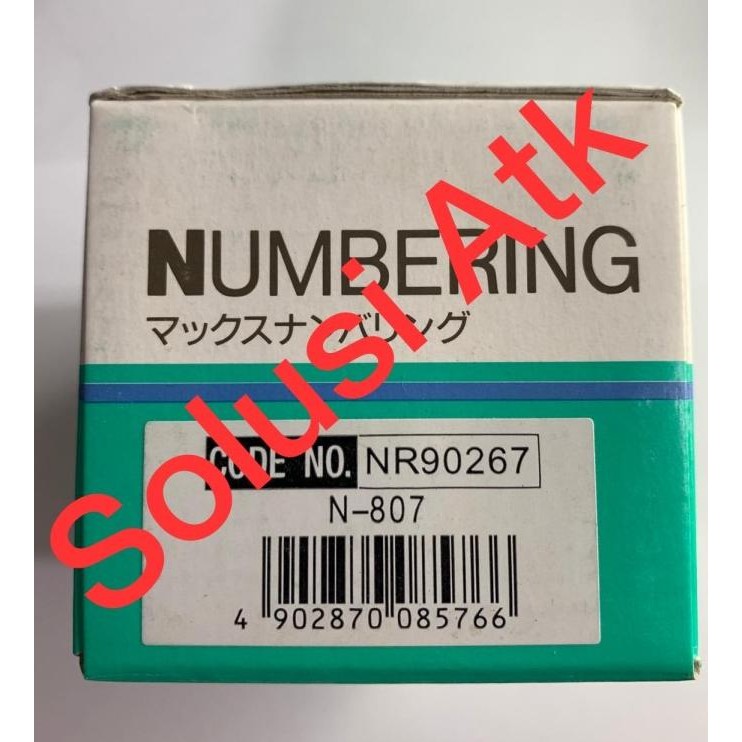 NUMBERING
マックスナンバリング
CODE NO. NR90267
N-807
4 902870 085766
Solusi Atk